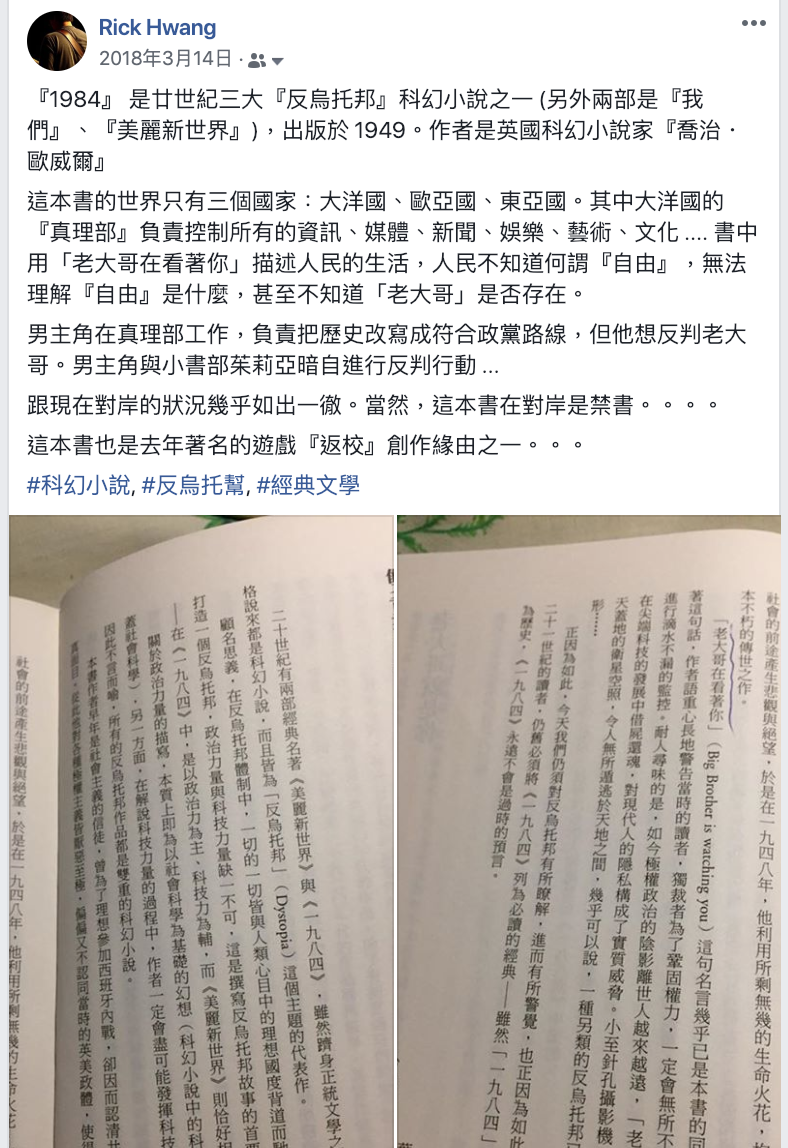 Rick Hwang
2018年3月14日
『1984』 是廿世紀三大『反烏托邦』科幻小說之一 (另外兩部是『我
們』、『美麗新世界』)，出版於 1949。作者是英國科幻小說家『喬治．
歐威爾』
這本書的世界只有三個國家：大洋國、歐亞國、東亞國。其中大洋國的
『真理部』負責控制所有的資訊、媒體、新聞、娛樂、藝術、文化 .... 書中
用「老大哥在看著你」描述人民的生活，人民不知道何謂『自由』，無法
理解『自由』是什麼，甚至不知道「老大哥」是否存在。
男主角在真理部工作，負責把歷史改寫成符合政黨路線，但他想反判老大
哥。男主角與小書部茱莉亞暗自進行反判行動 ...
跟現在對岸的狀況幾乎如出一徹。當然，這本書在對岸是禁書。。。。
這本書也是去年著名的遊戲『返校』創作緣由之一。。。
#科幻小說, #反烏托幫, #經典文學
二十世紀有兩部經典名著《美麗新世界》與《一九八四》，雖然躋身正統文學之
格說來都是科幻小說，而且皆為「反烏托邦」（Dystopia）這個主題的代表作。
顧名思義，在反烏托邦體制中，一切的一切皆與人類心目中的理想國度背道而馳
打造一個反烏托邦，政治力量與科技力量缺一不可，這是撰寫反烏托邦故事的首要
——在《一九八四》中，是以政治力為主、科技力為輔，而《美麗新世界》則恰好相
關於政治力量的描寫，本質上即為以社會科學為基礎的幻想（科幻小說中的科
蓋社會科學），另一方面，在解說科技力量的過程中，作者一定會盡可能發揮科技
因此不言而喻，所有的反烏托邦作品都是雙重的科幻小說。
本書作者早年是社會主義的信徒，曾為了理想參加西班牙內戰，卻因而認清共
真面目，從此他對各種極權主義皆厭惡至極，偏偏又不認同當時的英美政體，使得
社會的前途產生悲觀與絕望，於是在一九四八年，他利用所剩無幾的生命火花
社會的前途產生悲觀與絕望，於是在一九四八年，他利用所剩無幾的生命火花，
本不朽的傳世之作。
「老大哥在看著你」（Big Brother is watching you）這句名言幾乎已是本書的同
著這句話，作者語重心長地警告當時的讀者，獨裁者為了鞏固權力，一定會無所不
進行滴水不漏的監控。耐人尋味的是，如今極權政治的陰影離世人越來越遠，「老
在尖端科技的發展中借屍還魂，對現代人的隱私構成了實質威脅。小至針孔攝影機
天蓋地的衛星空照，令人無所遁逃於天地之間，幾乎可以說，一種另類的反烏托邦已
形……
正因為如此，今天我們仍須對反烏托邦有所瞭解，進而有所警覺，也正因為如此
二十一世紀的讀者，仍舊必須將《一九八四》列為必讀的經典——雖然「一九八四」
為歷史，《一九八四》永遠不會是過時的預言。